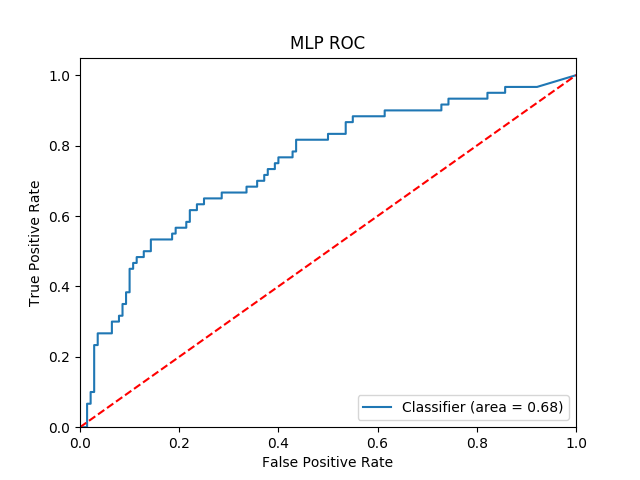 MLP ROC
True Positive Rate
1.0
0.8
0.6
0.4
0.2
0.0
Classifier (area = 0.68)
0.0 0.2 0.4 0.6 0.8 1.0
False Positive Rate